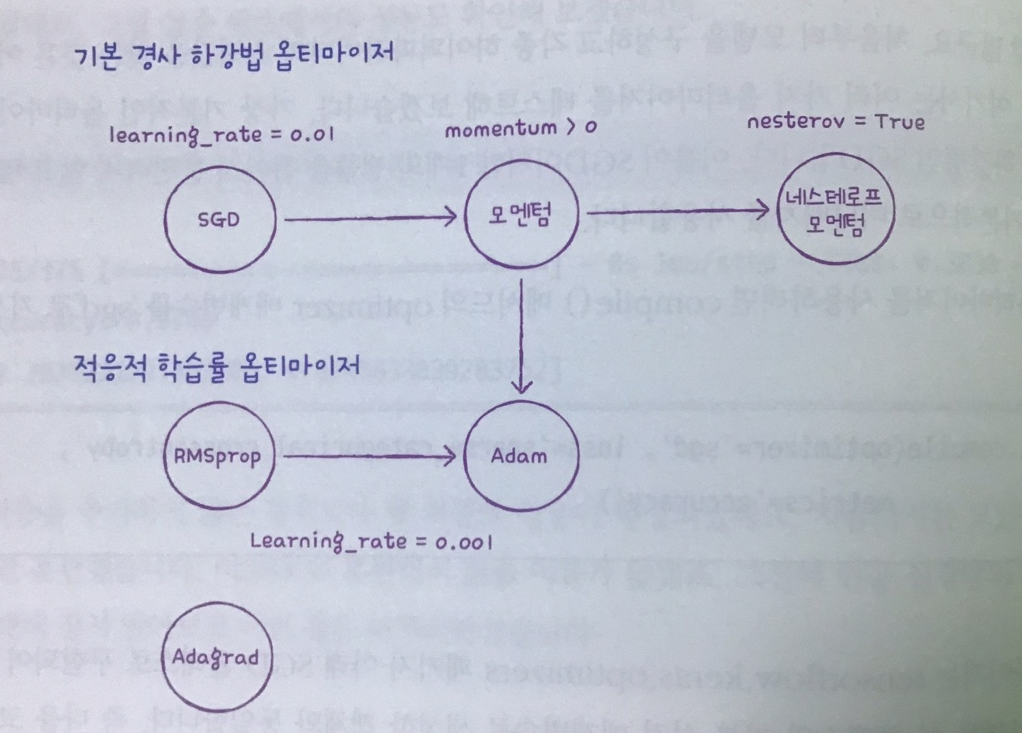 기본 경사 하강법 옵티마이저
learning_rate = 0.01
momentum > 0
nesterov = True
SGD
모멘텀
네스테로프
모멘텀
적응적 학습률 옵티마이저
RMSprop
Adam
Learning_rate = 0.001
Adagrad